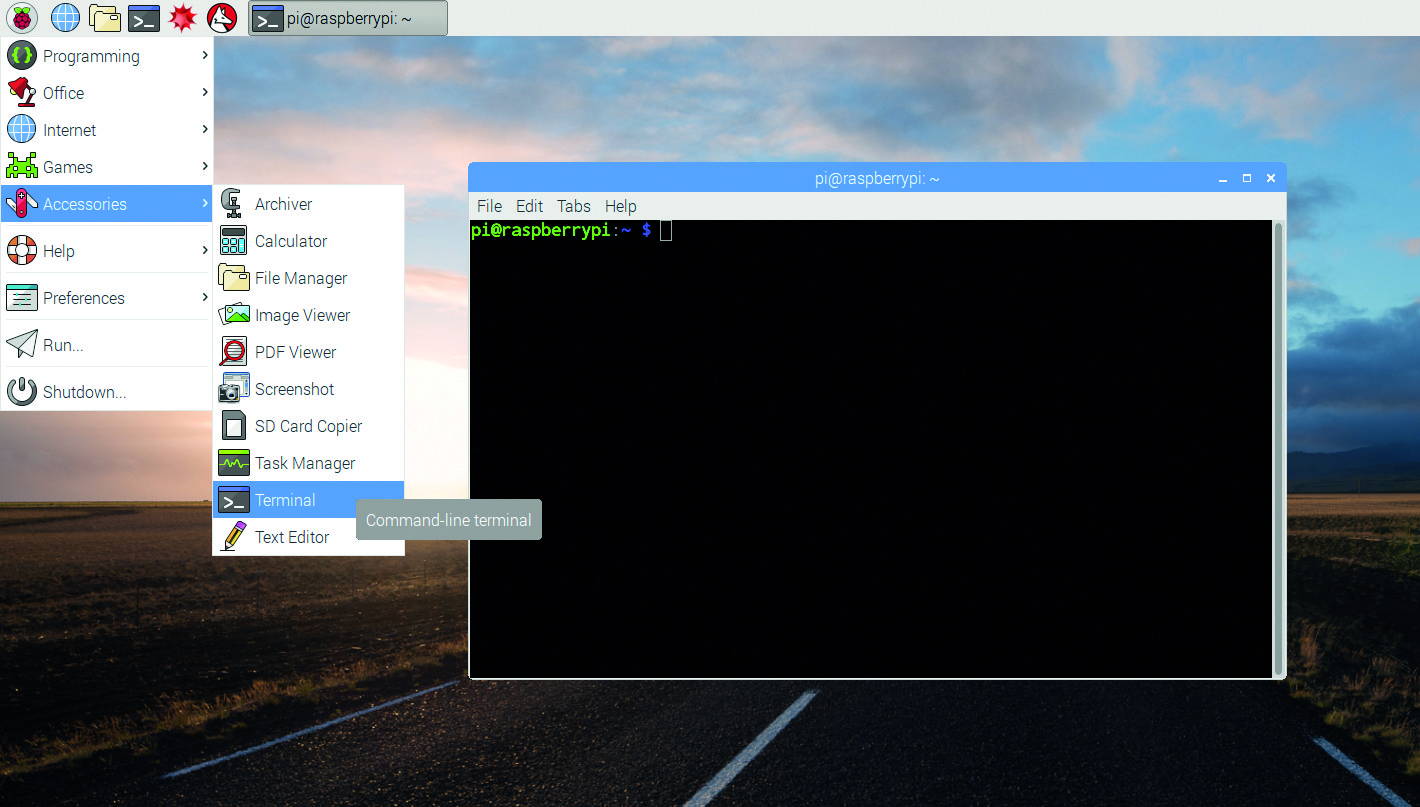 pi@raspberrypi: ~
Programming
Office
Internet
Games
Accessories
Help
Preferences
Run...
Shutdown...
Archiver
Calculator
File Manager
Image Viewer
PDF Viewer
Screenshot
SD Card Copier
Task Manager
Terminal
Command-line terminal
Text Editor
pi@raspberrypi: ~
File Edit Tabs Help
pi@raspberrypi:~ $